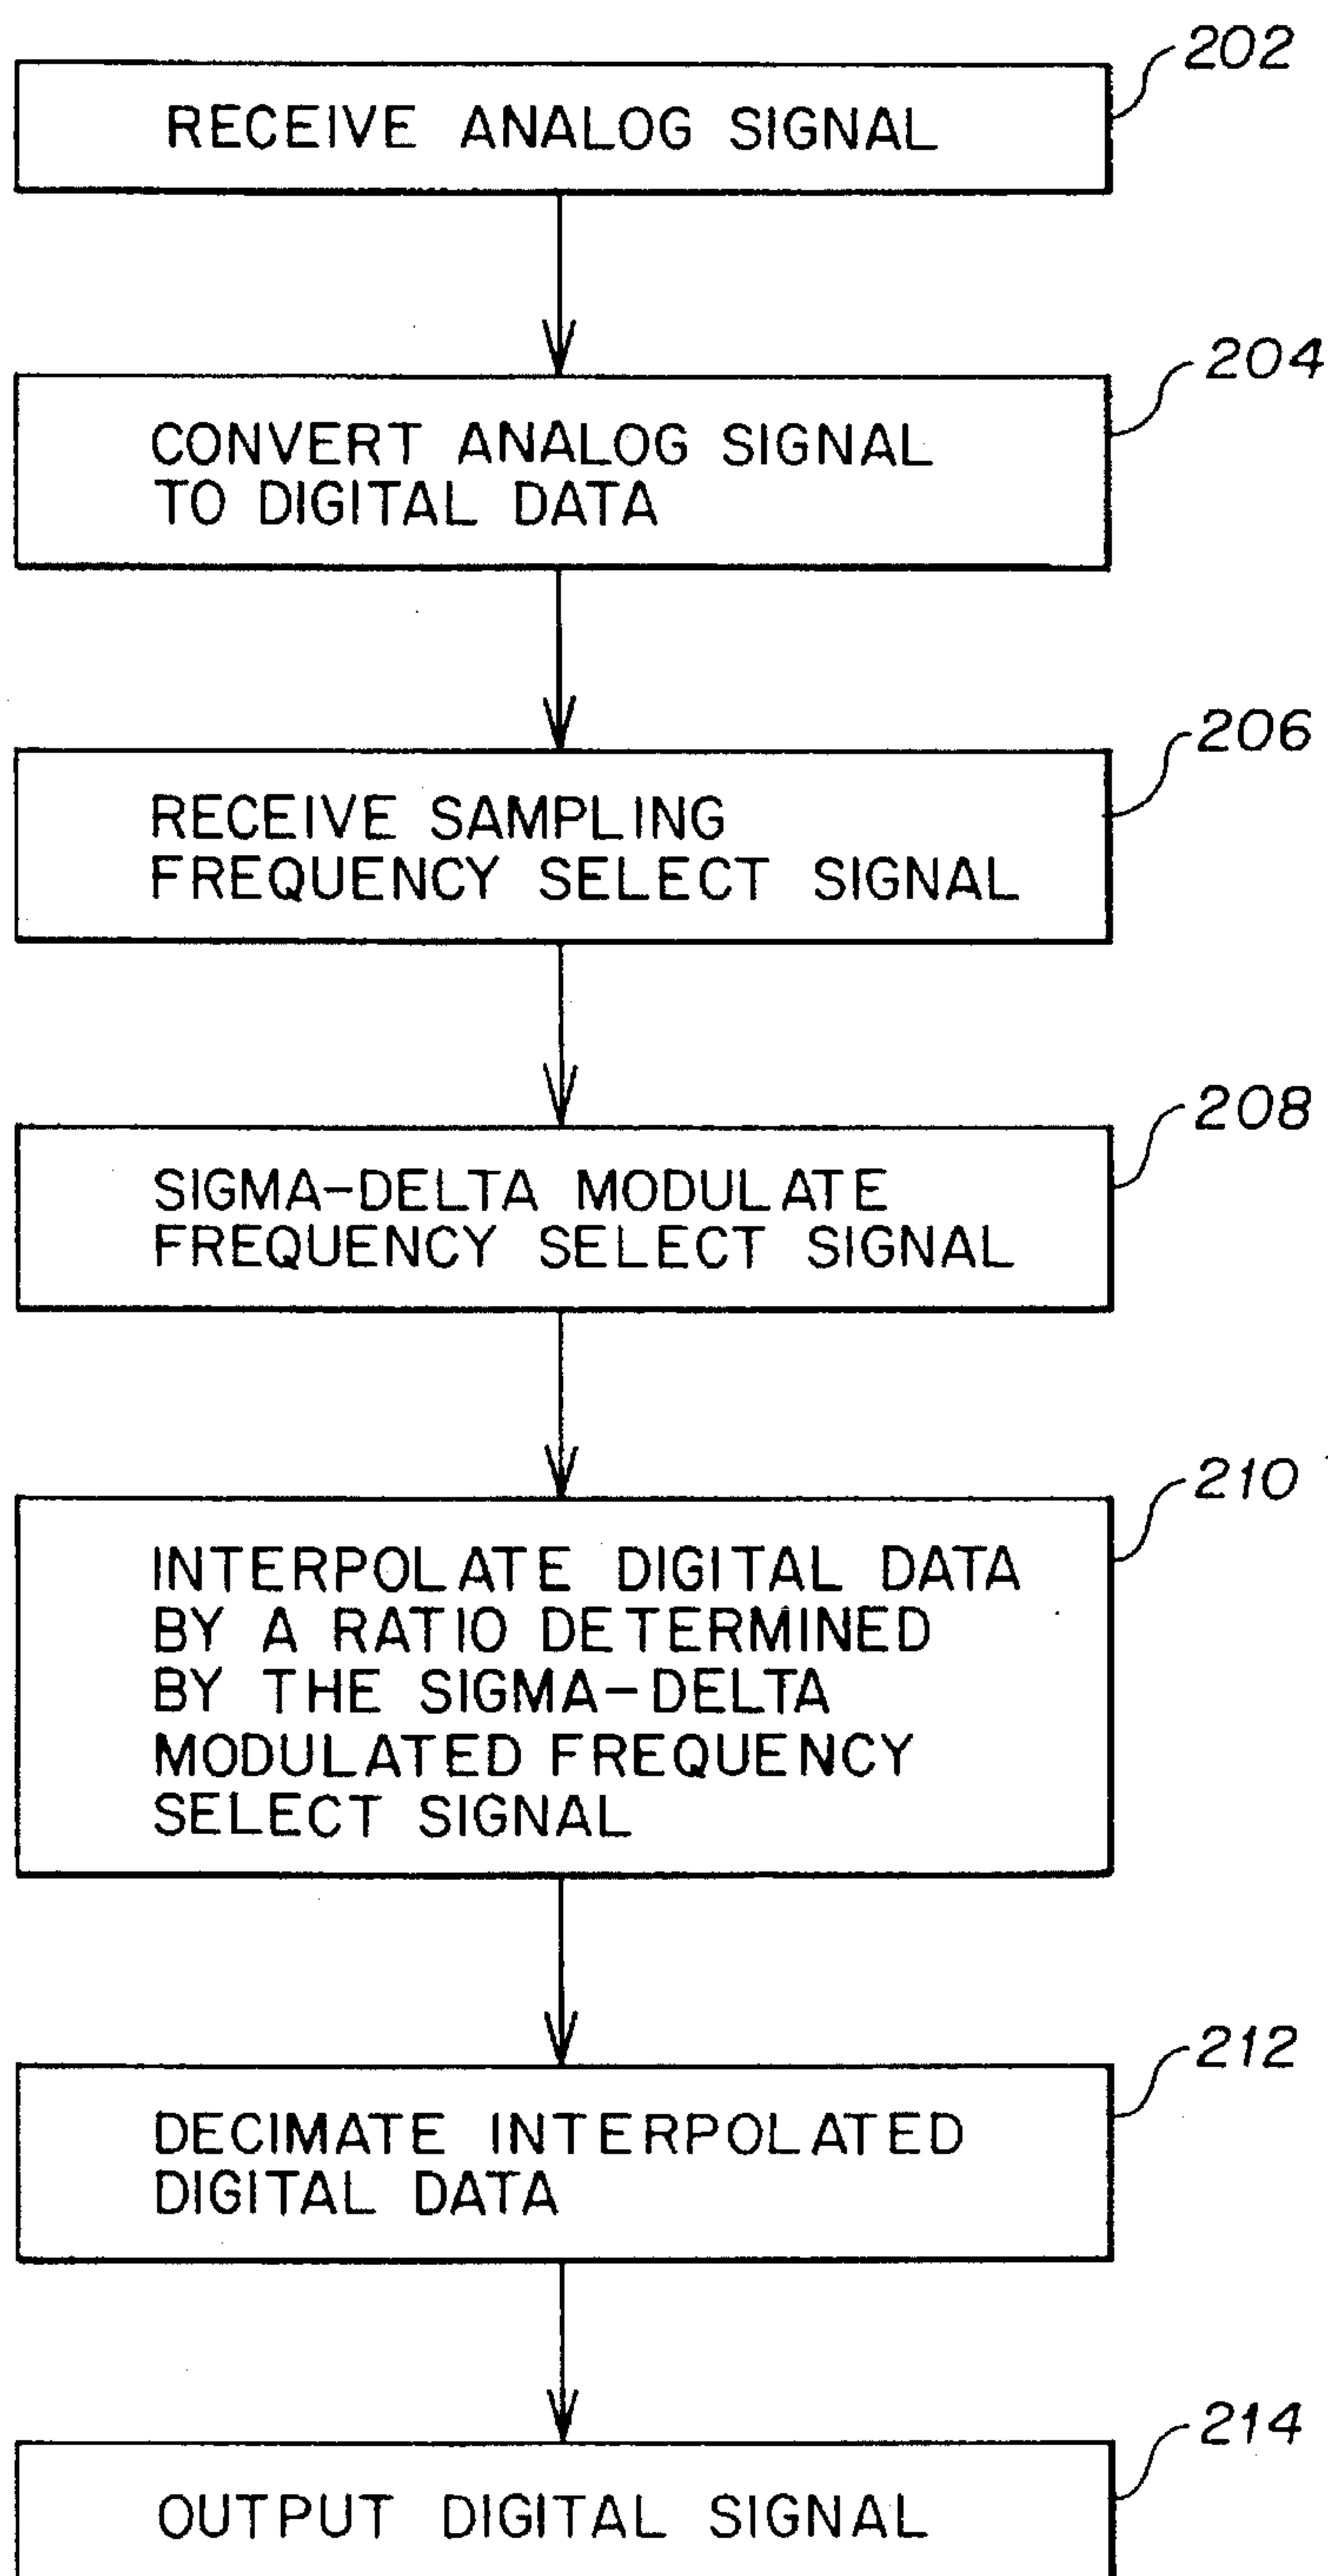 202
RECEIVE ANALOG SIGNAL
204
CONVERT ANALOG SIGNAL
TO DIGITAL DATA
206
RECEIVE SAMPLING
FREQUENCY SELECT SIGNAL
208
SIGMA-DELTA MODULATE
FREQUENCY SELECT SIGNAL
210
INTERPOLATE DIGITAL DATA
BY A RATIO DETERMINED
BY THE SIGMA-DELTA
MODULATED FREQUENCY
SELECT SIGNAL
212
DECIMATE INTERPOLATED
DIGITAL DATA
214
OUTPUT DIGITAL SIGNAL